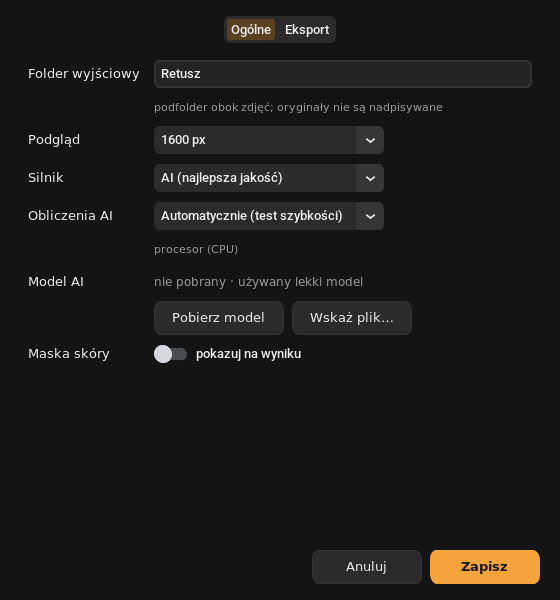 Ogólne Eksport
Folder wyjściowy Retusz
podfolder obok zdjęć; oryginały nie są nadpisywane
Podgląd 1600 px
Silnik AI (najlepsza jakość)
Obliczenia AI Automatycznie (test szybkości)
procesor (CPU)
Model AI nie pobrany · używany lekki model
Pobierz model Wskaż plik...
Maska skóry pokazuj na wyniku
Anuluj Zapisz